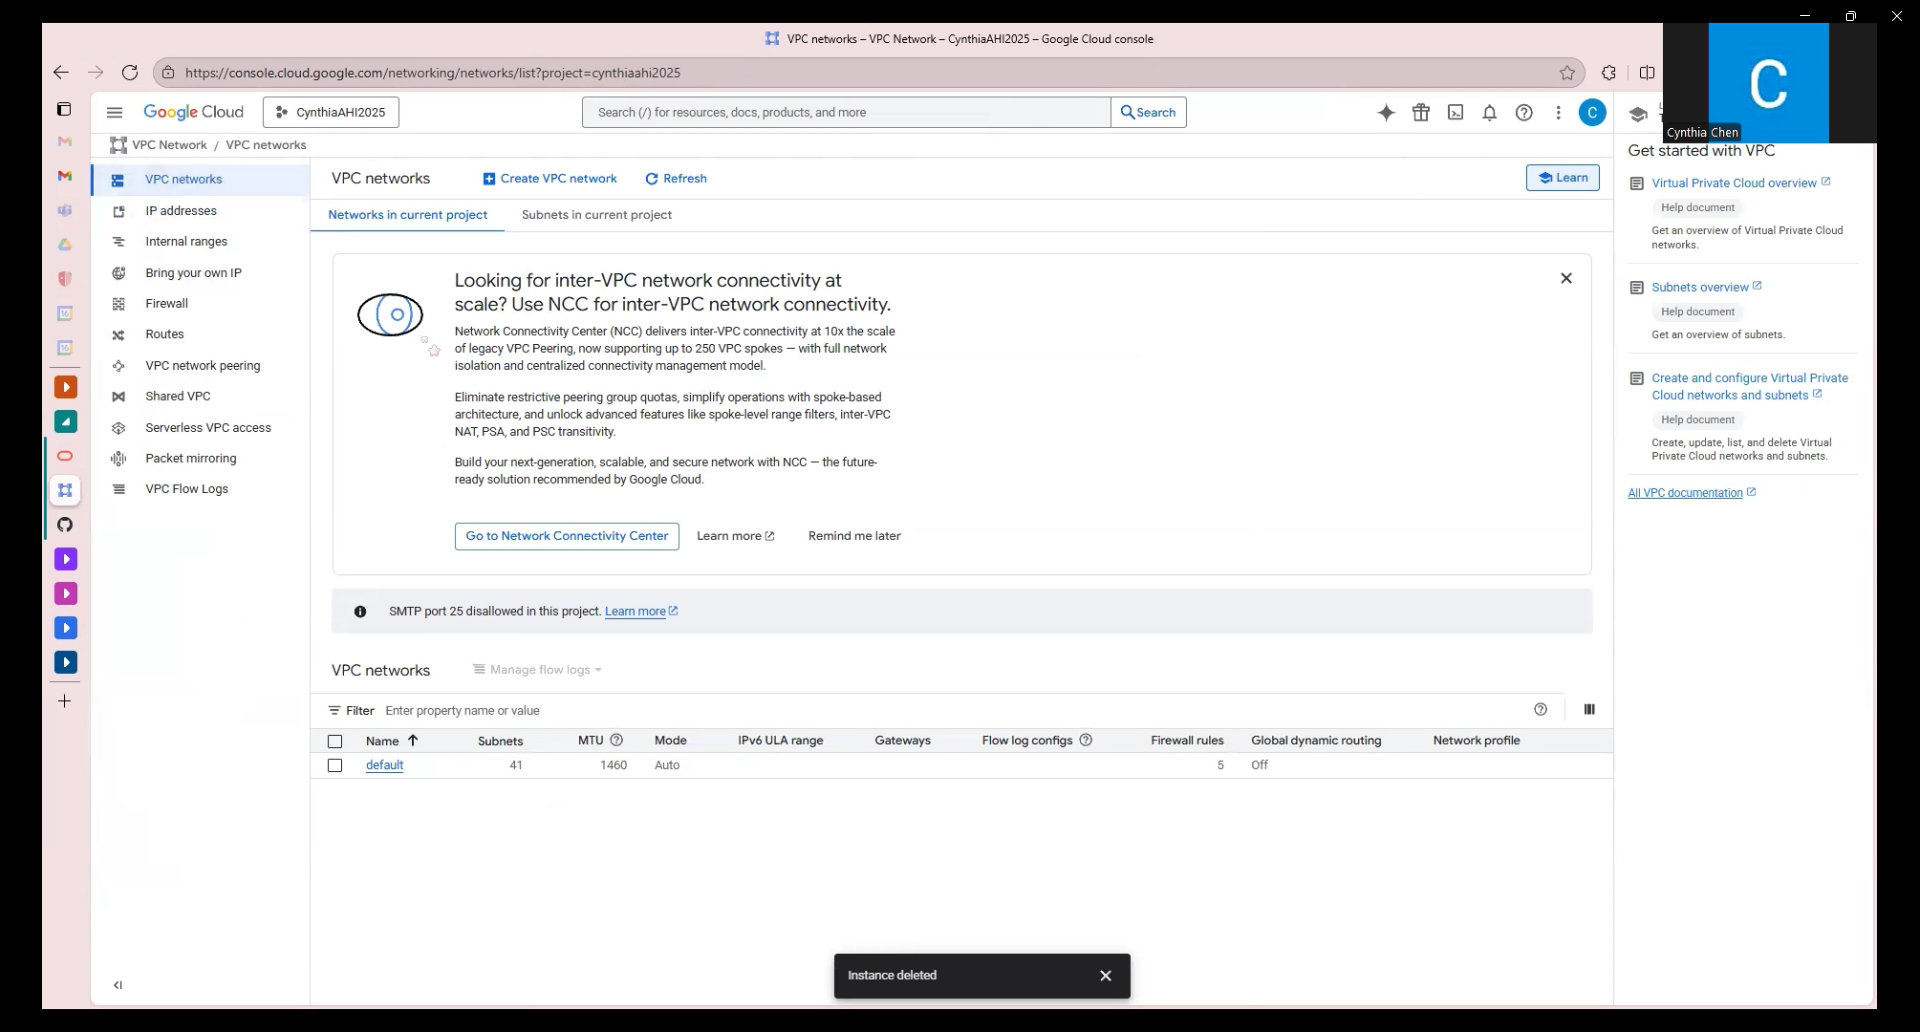 VPC networks – VPC Network – CynthiaAHI2025 – Google Cloud console
https://console.cloud.google.com/networking/networks/list?project=cynthiaahi2025
C
Cynthia Chen
Google Cloud
CynthiaAHI2025
Search (/) for resources, docs, products, and more
Search
C
VPC Network / VPC networks
VPC networks
IP addresses
Internal ranges
Bring your own IP
Firewall
Routes
VPC network peering
Shared VPC
Serverless VPC access
Packet mirroring
VPC Flow Logs
VPC networks
Create VPC network
Refresh
Learn
Networks in current project
Subnets in current project
Looking for inter-VPC network connectivity at
scale? Use NCC for inter-VPC network connectivity.
Network Connectivity Center (NCC) delivers inter-VPC connectivity at 10x the scale
of legacy VPC Peering, now supporting up to 250 VPC spokes — with full network
isolation and centralized connectivity management model.
Eliminate restrictive peering group quotas, simplify operations with spoke-based
architecture, and unlock advanced features like spoke-level range filters, inter-VPC
NAT, PSA, and PSC transitivity.
Build your next-generation, scalable, and secure network with NCC — the future-
ready solution recommended by Google Cloud.
Go to Network Connectivity Center
Learn more
Remind me later
SMTP port 25 disallowed in this project. Learn more
VPC networks
Manage flow logs
Filter Enter property name or value
Name Subnets MTU Mode IPv6 ULA range Gateways Flow log configs Firewall rules Global dynamic routing Network profile
default 41 1460 Auto 5 Off
Instance deleted
Get started with VPC
Virtual Private Cloud overview
Help document
Get an overview of Virtual Private Cloud
networks.
Subnets overview
Help document
Get an overview of subnets.
Create and configure Virtual Private
Cloud networks and subnets
Help document
Create, update, list, and delete Virtual
Private Cloud networks and subnets.
All VPC documentation